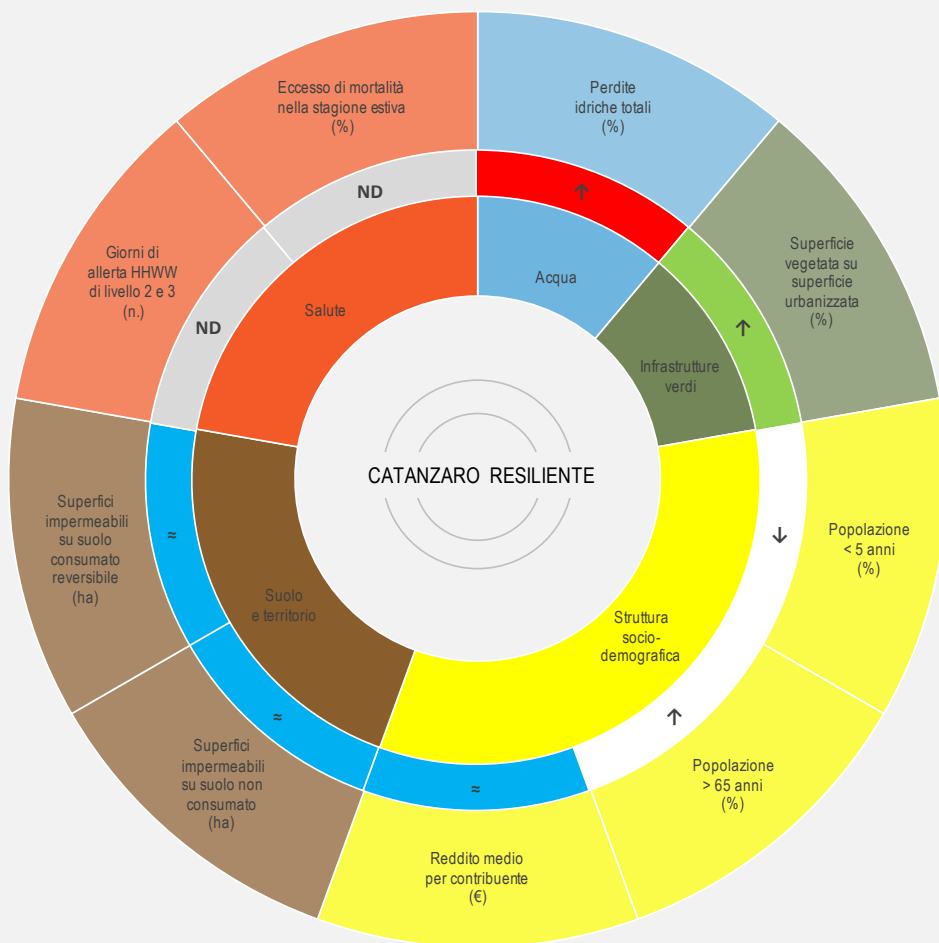 Eccesso di mortalità
nella stagione estiva
(%)
Perdite
idriche totali
(%)
ND
↑
Giorni di
allerta HHWW
di livello 2 e 3
(n.)
ND
Salute
Acqua
Superficie
vegetata su
superficie
urbanizzata
(%)
↑
Infrastrutture
verdi
CATANZARO RESILIENTE
Superfici
impermeabili
su suolo
consumato
reversibile
(ha)
≈
Suolo
e territorio
Struttura
socio-
demografica
↓
Popolazione
< 5 anni
(%)
Superfici
impermeabili
su suolo non
consumato
(ha)
≈
↑
Popolazione
> 65 anni
(%)
≈
Reddito medio
per contribuente
(€)